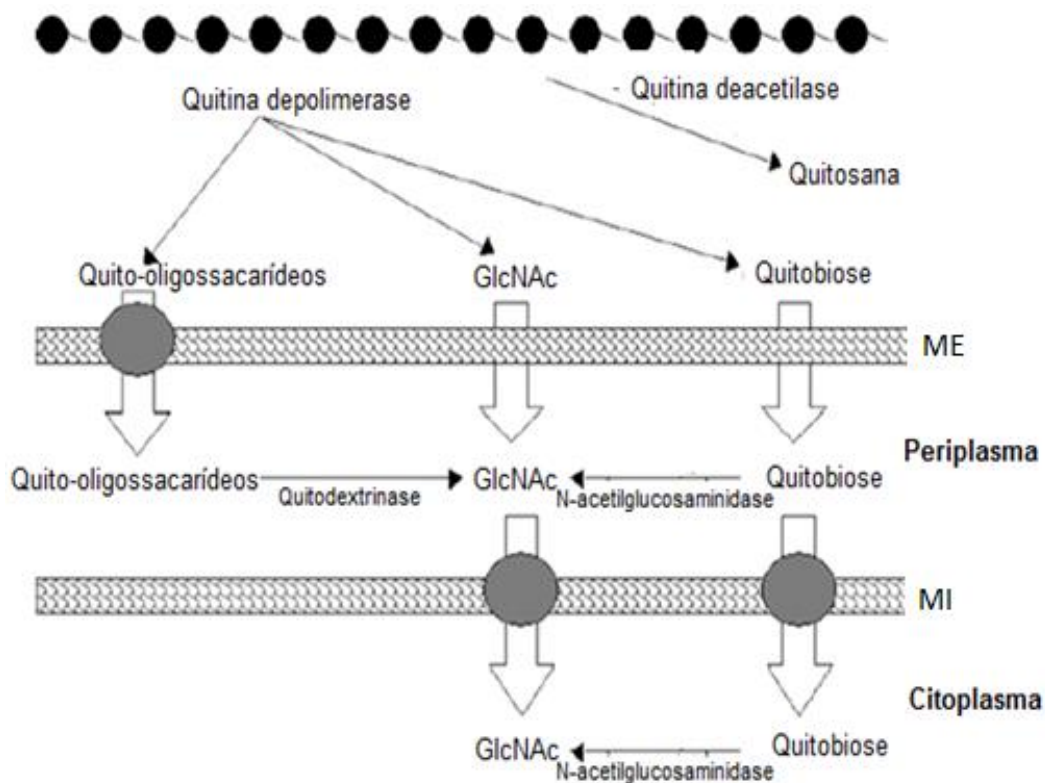 Quitina depolimerase
Quitina deacetilase
Quitosana
Quito-oligossacarídeos
GlcNAc
Quitobiose
ME
Periplasma
Quito-oligossacarídeos
Quitodextrinase
GlcNAc
N-acetilglucosaminidase
Quitobiose
MI
Citoplasma
GlcNAc
N-acetilglucosaminidase
Quitobiose